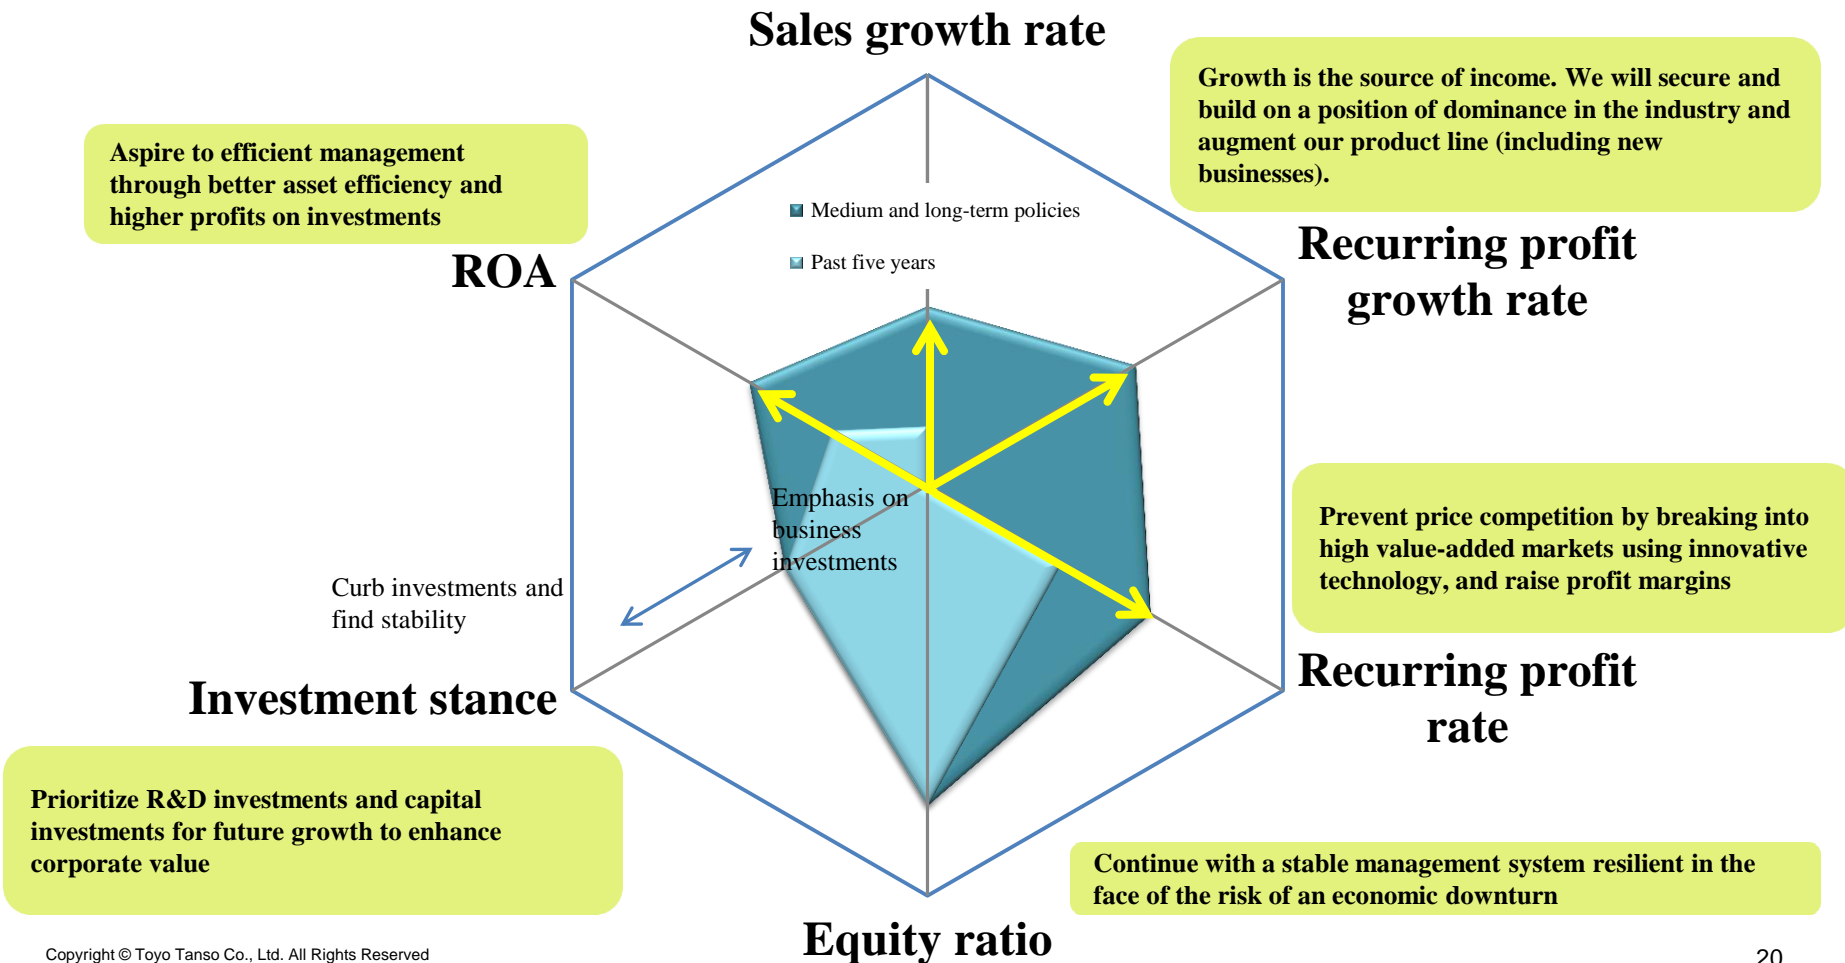 Sales growth rate
Growth is the source of income. We will secure and
build on a position of dominance in the industry and
augment our product line (including new
businesses).
Aspire to efficient management
through better asset efficiency and
higher profits on investments
Medium and long-term policies
Past five years
ROA
Recurring profit
growth rate
Emphasis on
business
investments
Prevent price competition by breaking into
high value-added markets using innovative
technology, and raise profit margins
Curb investments and
find stability
Investment stance
Recurring profit
rate
Prioritize R&D investments and capital
investments for future growth to enhance
corporate value
Continue with a stable management system resilient in the
face of the risk of an economic downturn
Equity ratio
Copyright © Toyo Tanso Co., Ltd. All Rights Reserved
20